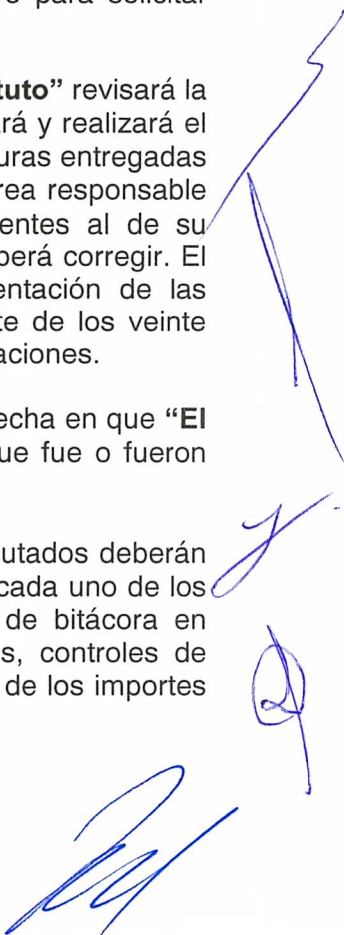 para solicitar
tuto” revisará la
ará y realizará el
uras entregadas
rea responsable
entes al de su
berá corregir. El
entación de las
te de los veinte
aciones.
echa en que “El
ue fue o fueron
utados deberán
cada uno de los
de bitácora en
s, controles de
de los importes